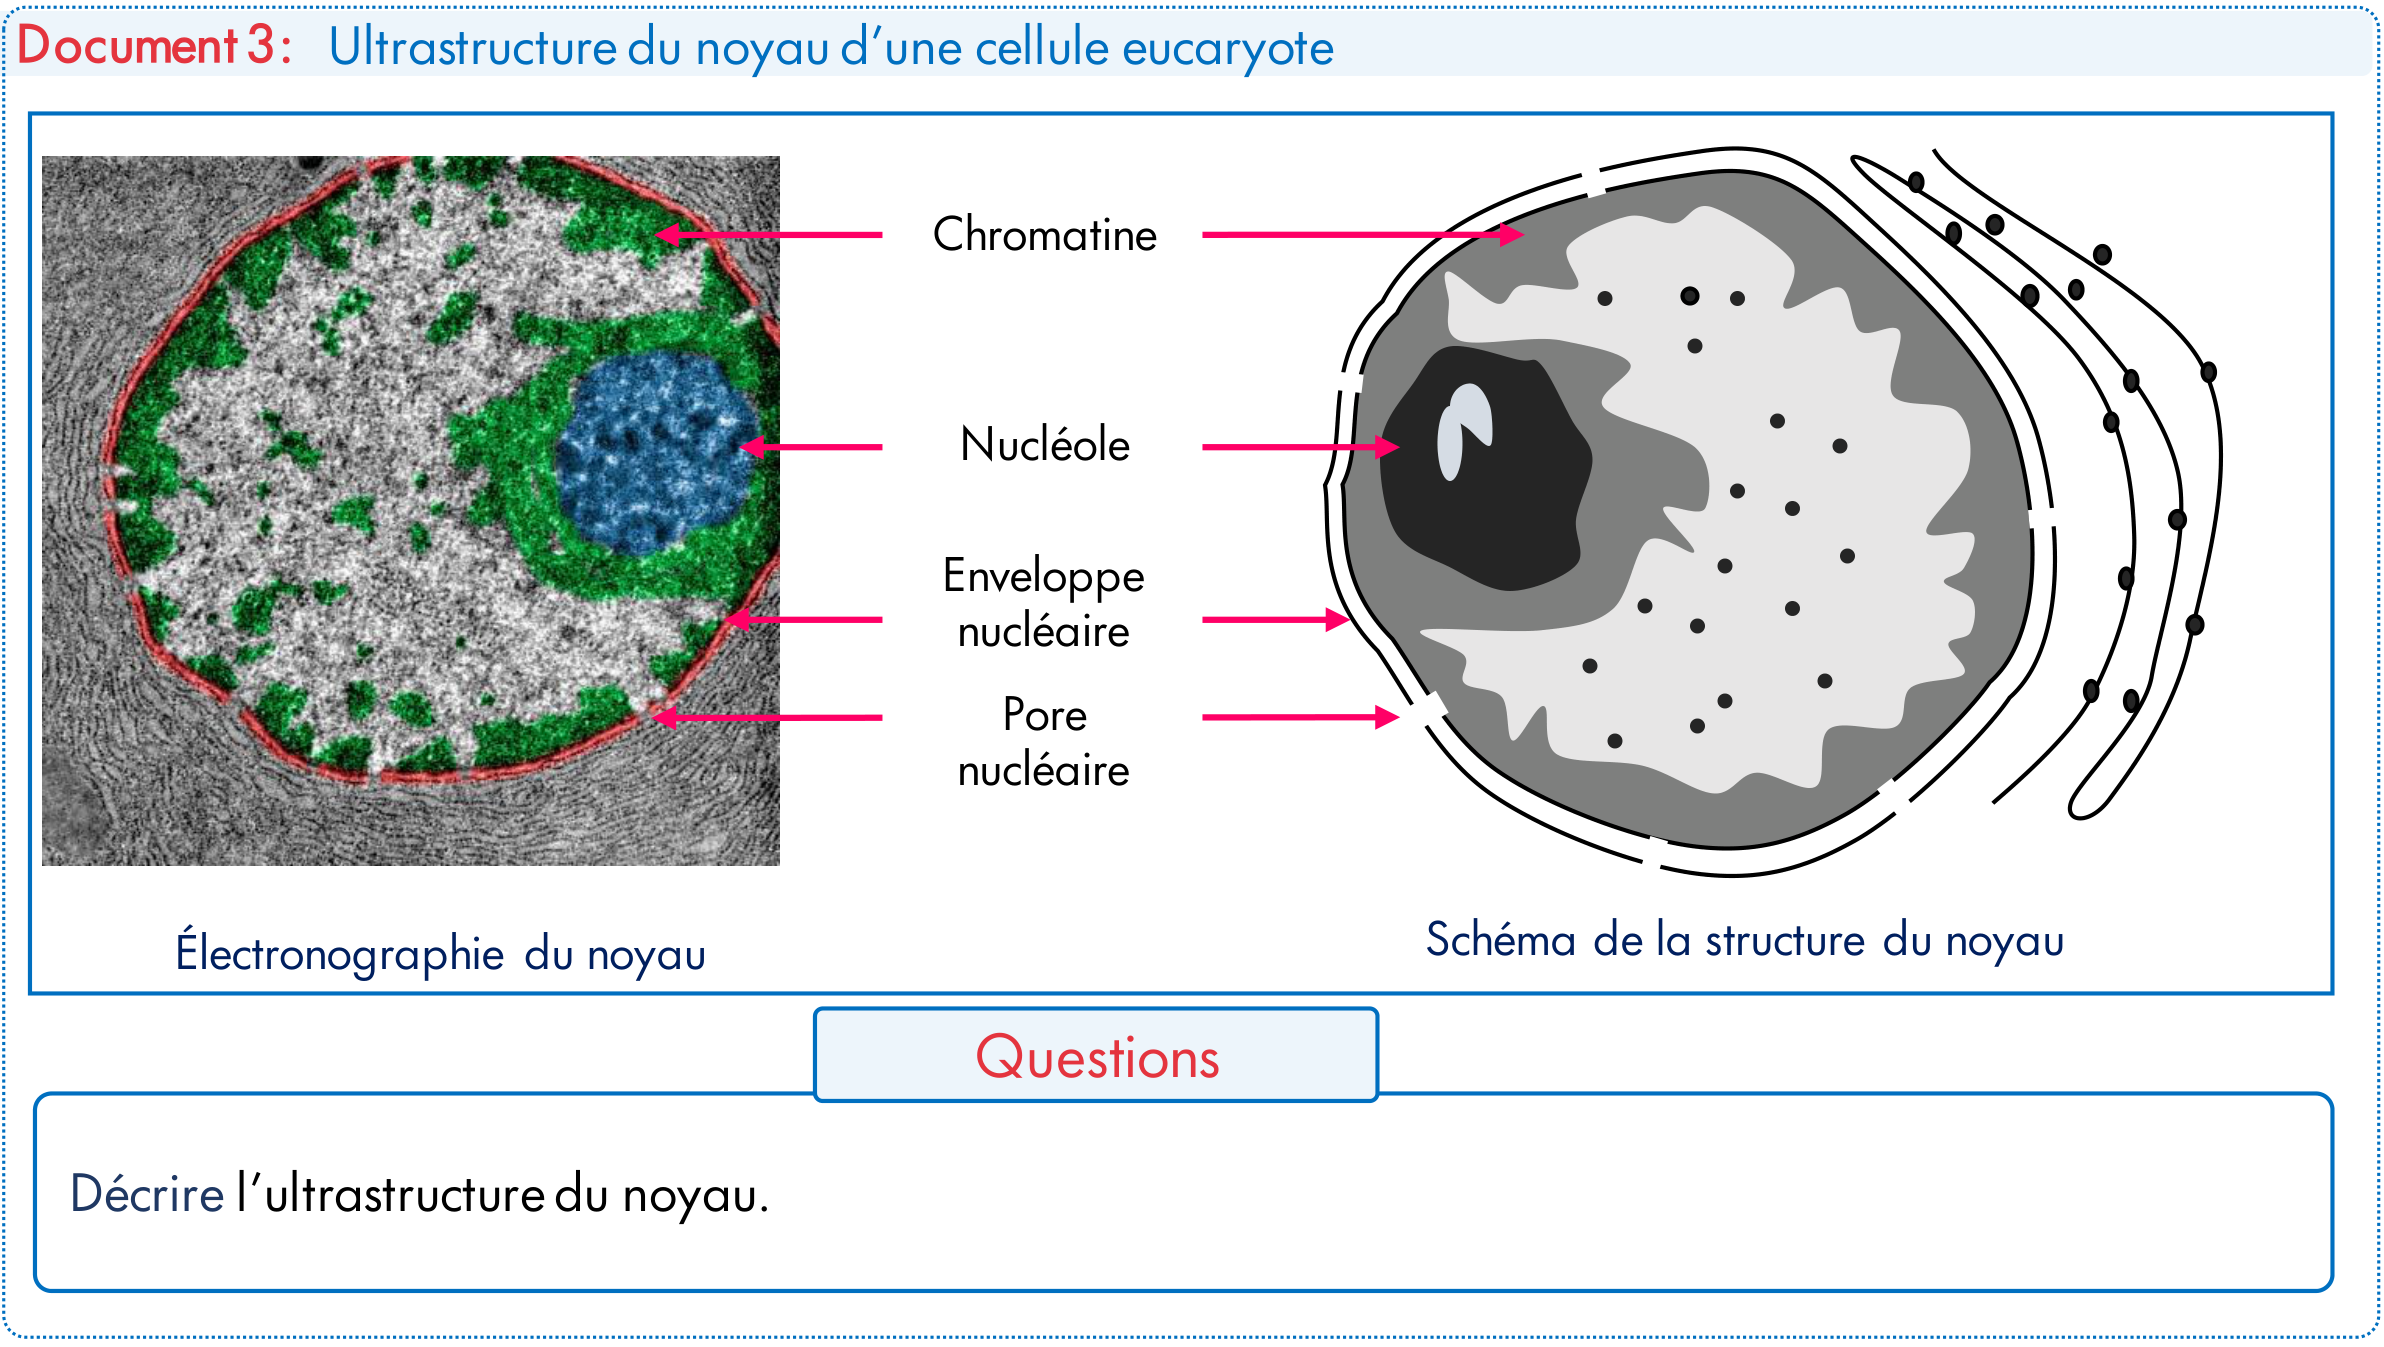 Document 3: Ultrastructure du noyau d’une cellule eucaryote
Chromatine
Nucléole
Enveloppe
nucléaire
Pore
nucléaire
Électronographie du noyau
Schéma de la structure du noyau
Questions
Décrire l’ultrastructure du noyau.